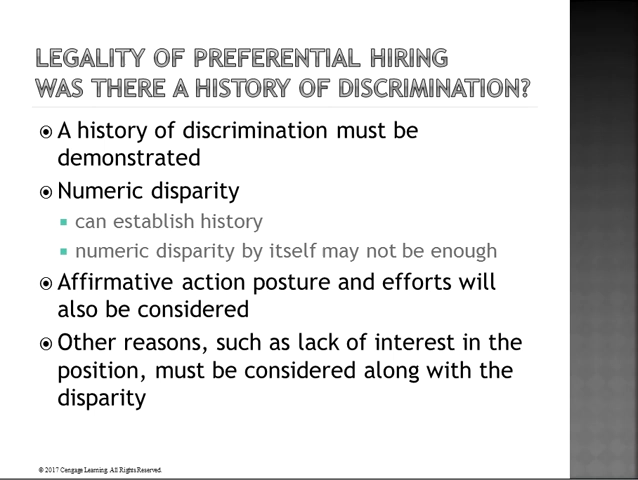 LEGALITY OF PREFERENTIAL HIRING
WAS THERE A HISTORY OF DISCRIMINATION?
A history of discrimination must be
demonstrated
Numeric disparity
can establish history
numeric disparity by itself may not be enough
Affirmative action posture and efforts will
also be considered
Other reasons, such as lack of interest in the
position, must be considered along with the
disparity
© 2017 Cengage Learning. All Rights Reserved.